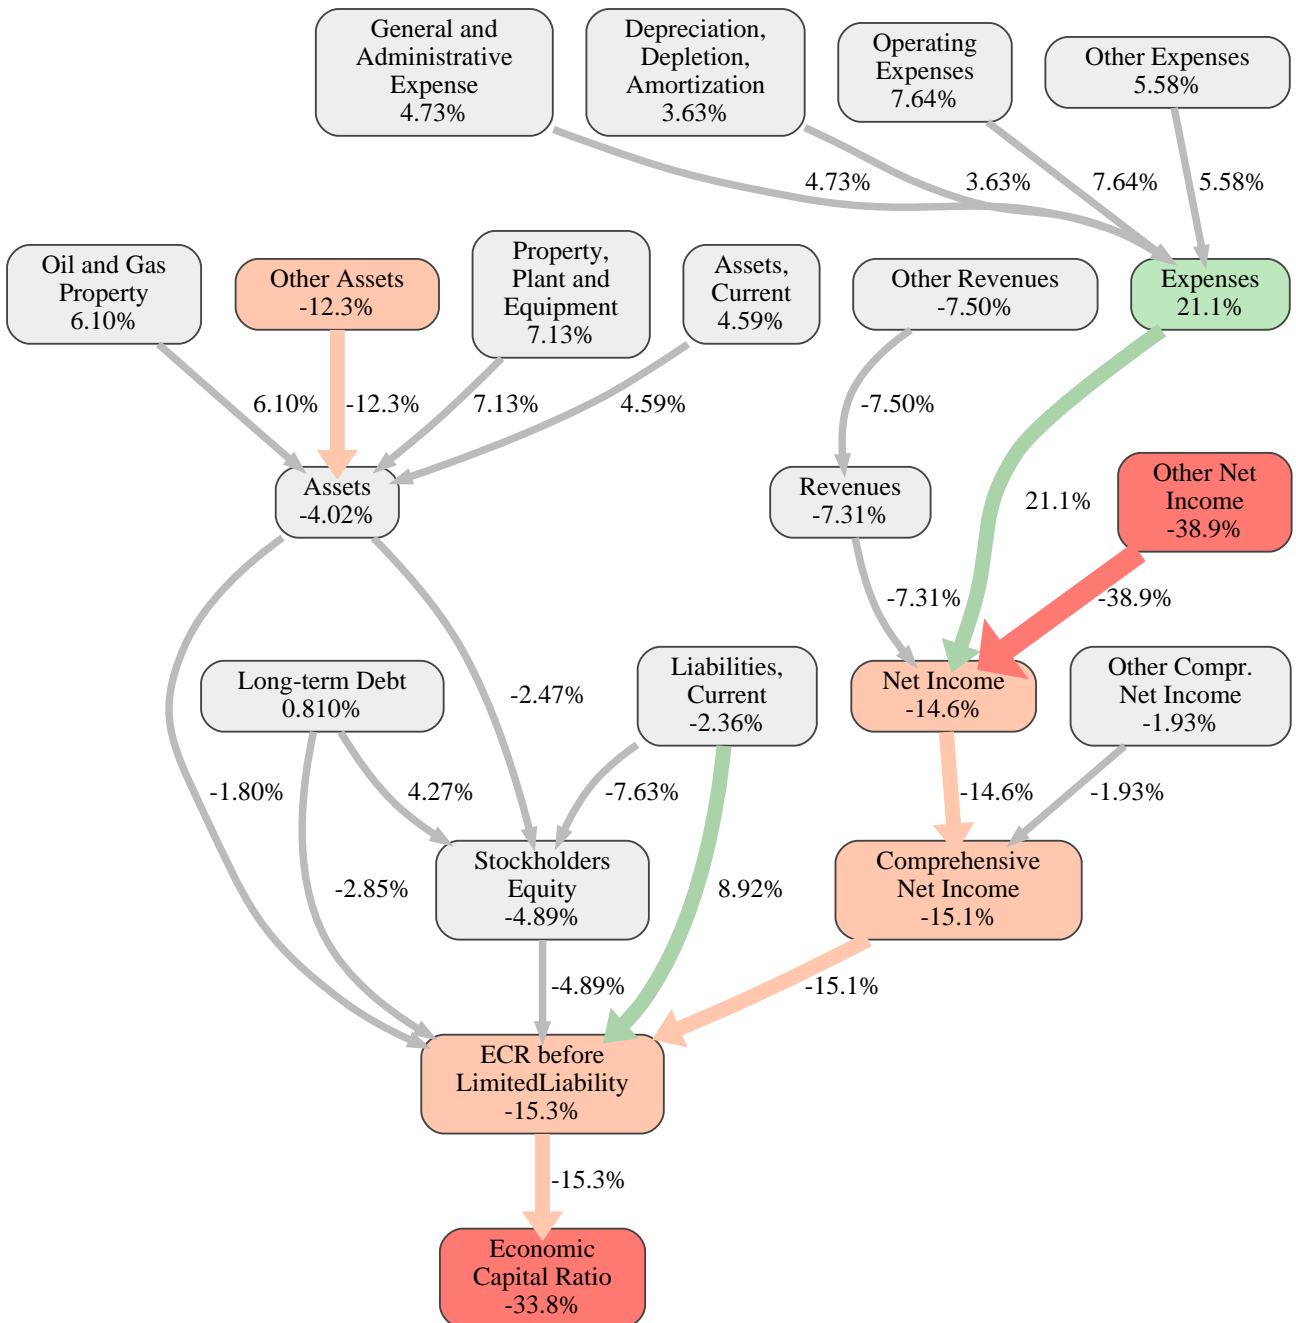 General and
Administrative
Expense
4.73%
Depreciation,
Depletion,
Amortization
3.63%
Operating
Expenses
7.64%
Other Expenses
5.58%
4.73%
3.63%
7.64%
5.58%
Oil and Gas
Property
6.10%
Other Assets
-12.3%
Property,
Plant and
Equipment
7.13%
Assets,
Current
4.59%
Other Revenues
-7.50%
Expenses
21.1%
6.10%
-12.3%
7.13%
4.59%
-7.50%
Assets
-4.02%
Revenues
-7.31%
21.1%
Other Net
Income
-38.9%
-7.31%
-38.9%
Long-term Debt
0.810%
-2.47%
Liabilities,
Current
-2.36%
Net Income
-14.6%
Other Compr.
Net Income
-1.93%
-1.80%
4.27%
-7.63%
-14.6%
-1.93%
-2.85%
Stockholders
Equity
-4.89%
8.92%
Comprehensive
Net Income
-15.1%
-4.89%
-15.1%
ECR before
LimitedLiability
-15.3%
-15.3%
Economic
Capital Ratio
-33.8%